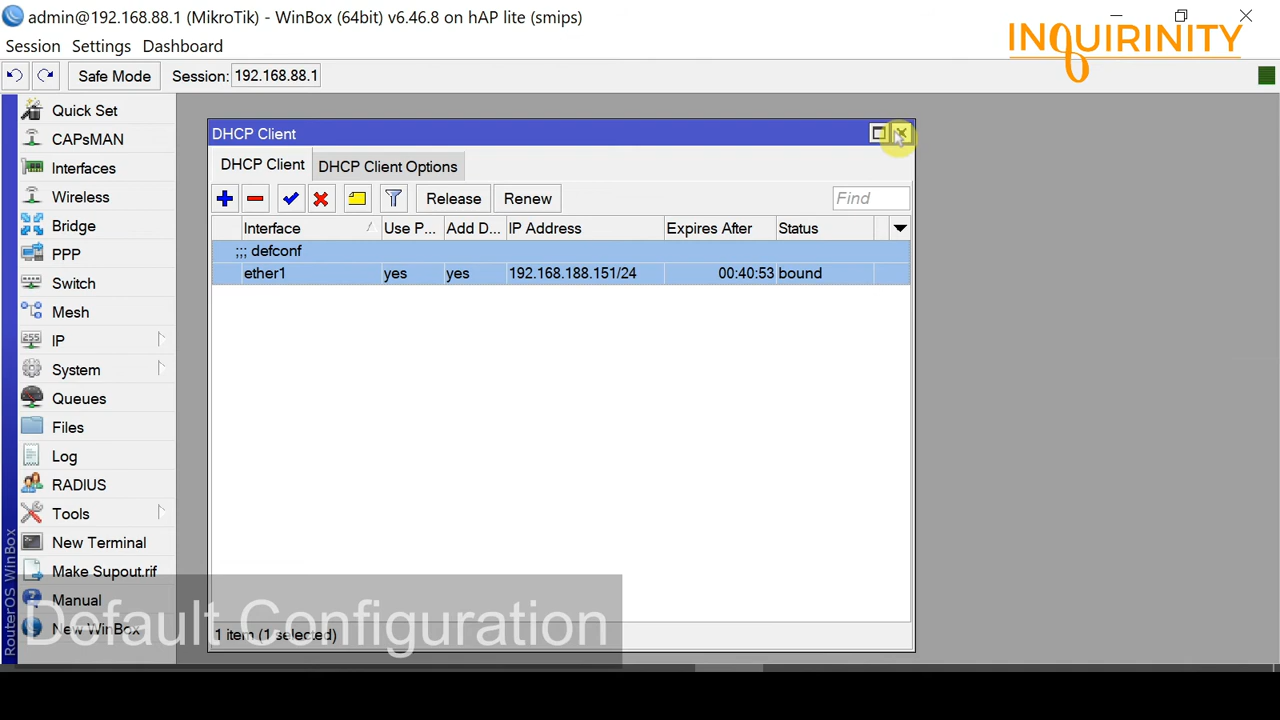 admin@192.168.88.1 (MikroTik) - WinBox (64bit) v6.46.8 on hAP lite (smips)
INQUIRINITY
Session Settings Dashboard
Safe Mode Session: 192.168.88.1
Quick Set
CAPsMAN
Interfaces
Wireless
Bridge
PPP
Switch
Mesh
255 IP
System
Queues
Files
Log
RADIUS
Tools
New Terminal
Make Supout.rif
Manual
New WinBox
RouterOS WinBox
DHCP Client
DHCP Client DHCP Client Options
Release Renew Find
Interface Use P... Add D... IP Address Expires After Status
;;; defconf
ether1 yes yes 192.168.188.151/24 00:40:53 bound
1 item (1 selected)
Default Configuration